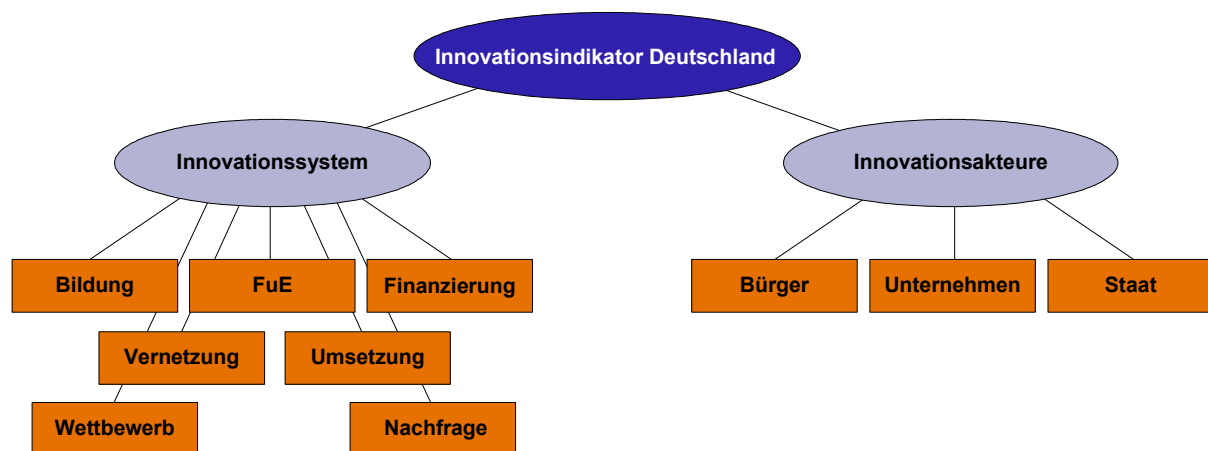 Innovationsindikator Deutschland
Innovationssystem
Innovationsakteure
Bildung
FuE
Finanzierung
Bürger
Unternehmen
Staat
Vernetzung
Umsetzung
Wettbewerb
Nachfrage